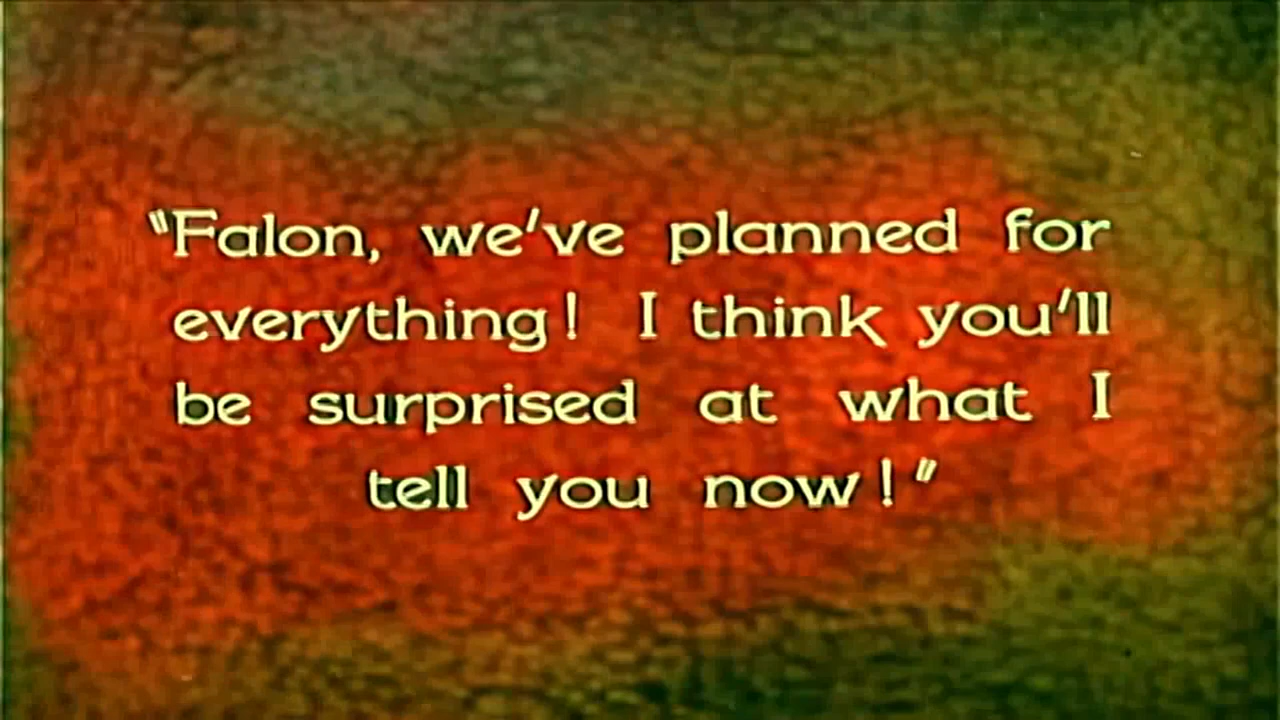 "Falon, we've planned for
everything! I think you'll
be surprised at what I
tell you now!"